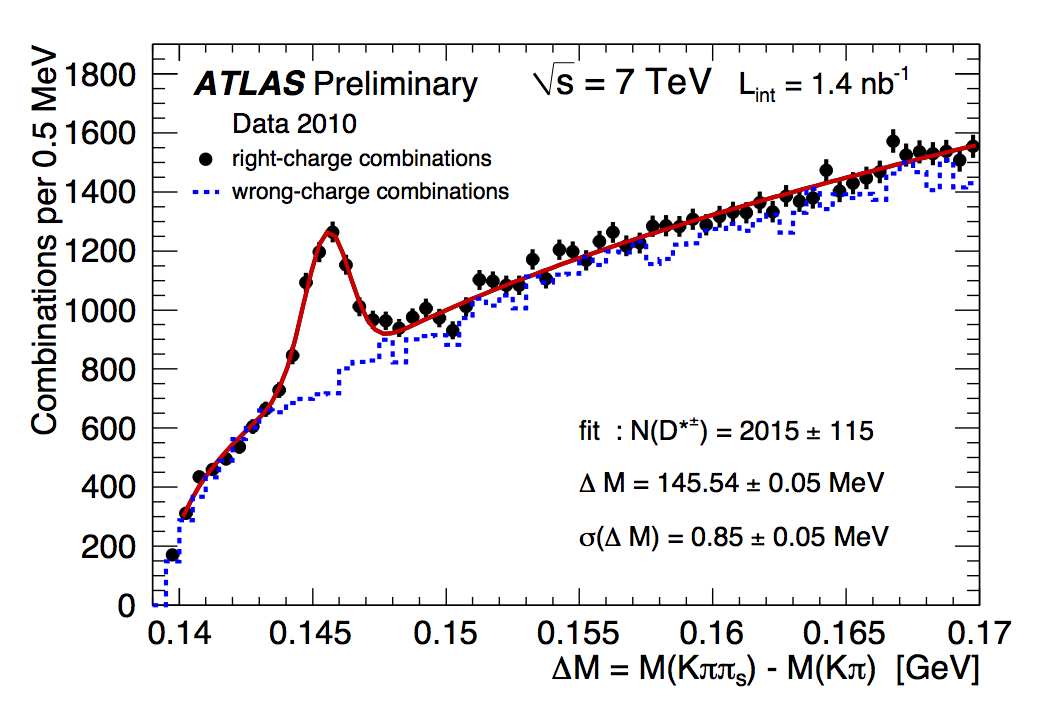 ATLAS Preliminary
√s = 7 TeV L_int = 1.4 nb⁻¹
Data 2010
right-charge combinations
wrong-charge combinations
Combinations per 0.5 MeV
1800
1600
1400
1200
1000
800
600
400
200
0
fit : N(D*±) = 2015 ± 115
Δ M = 145.54 ± 0.05 MeV
σ(Δ M) = 0.85 ± 0.05 MeV
0.14 0.145 0.15 0.155 0.16 0.165 0.17
ΔM = M(Kππ_s) - M(Kπ) [GeV]